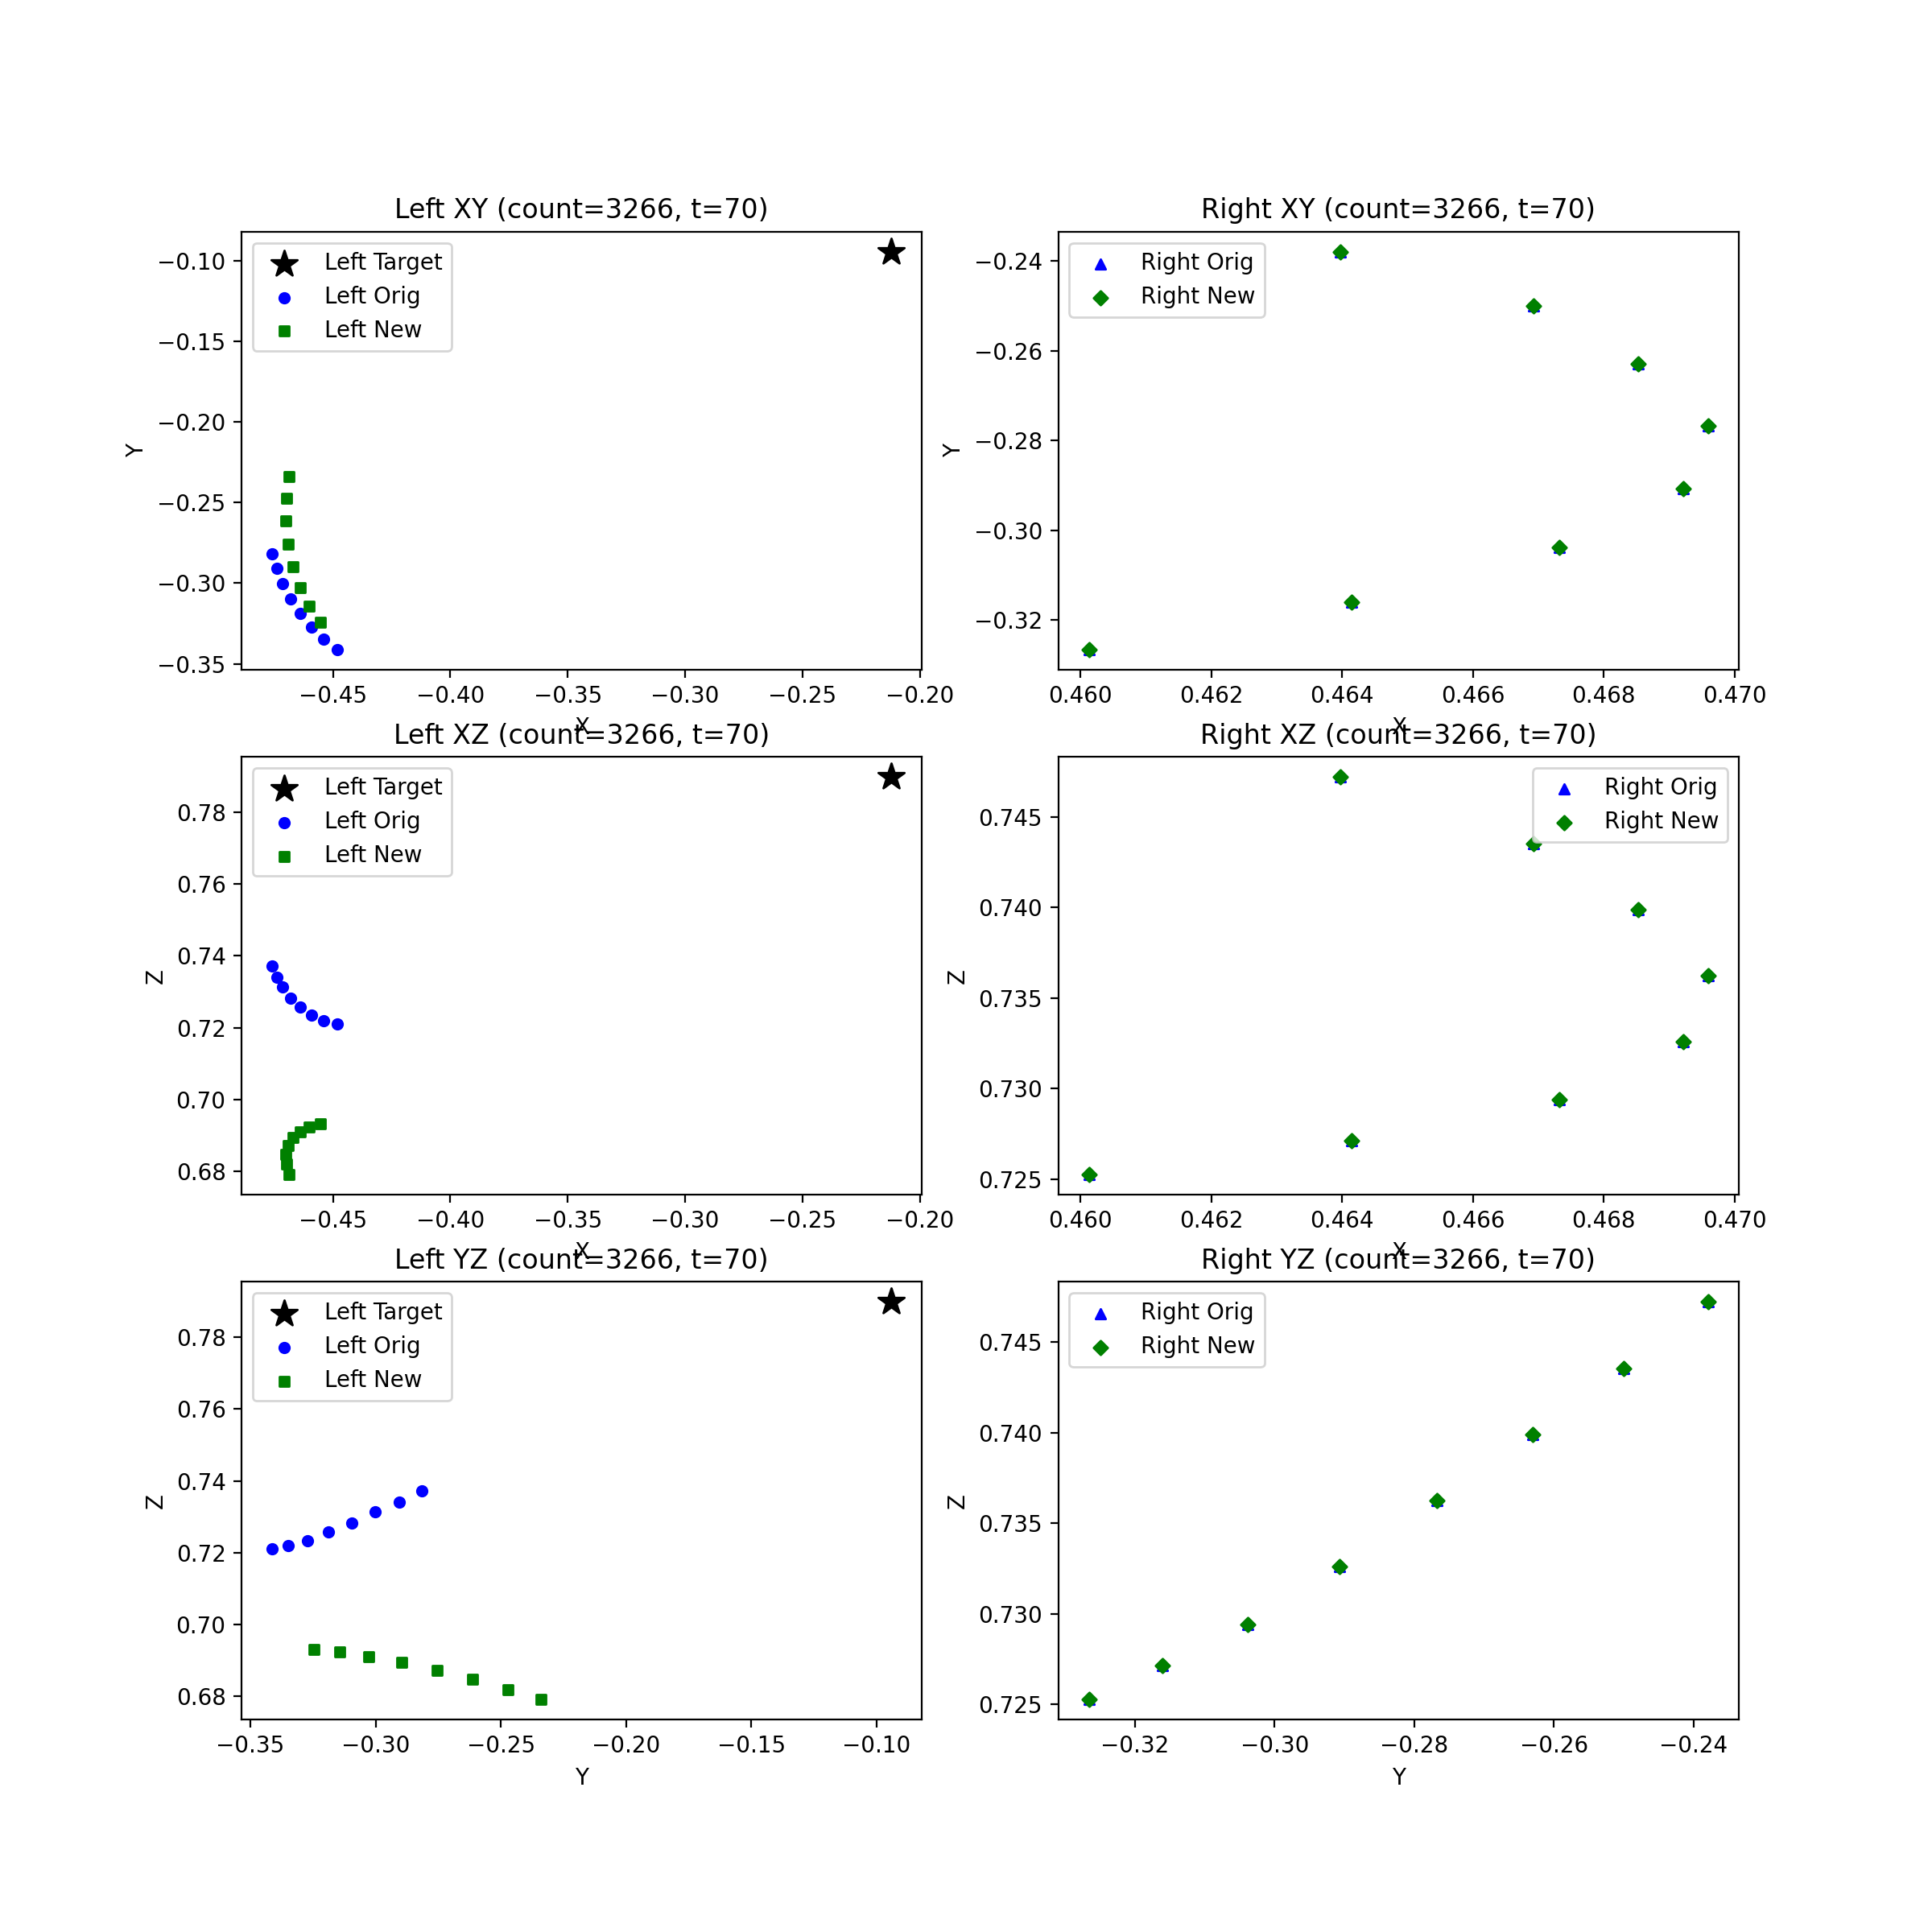 Left XY (count=3266, t=70)
Left Target
Left Orig
Left New
−0.10
−0.15
−0.20
−0.25
−0.30
−0.35
Y
−0.45
−0.40
−0.35
−0.30
−0.25
−0.20
X
Right XY (count=3266, t=70)
Right Orig
Right New
−0.24
−0.26
−0.28
−0.30
−0.32
Y
0.460
0.462
0.464
0.466
0.468
0.470
X
Left XZ (count=3266, t=70)
Left Target
Left Orig
Left New
0.78
0.76
0.74
0.72
0.70
0.68
Z
−0.45
−0.40
−0.35
−0.30
−0.25
−0.20
X
Right XZ (count=3266, t=70)
Right Orig
Right New
0.745
0.740
0.735
0.730
0.725
Z
0.460
0.462
0.464
0.466
0.468
0.470
X
Left YZ (count=3266, t=70)
Left Target
Left Orig
Left New
0.78
0.76
0.74
0.72
0.70
0.68
Z
−0.35
−0.30
−0.25
−0.20
−0.15
−0.10
Y
Right YZ (count=3266, t=70)
Right Orig
Right New
0.745
0.740
0.735
0.730
0.725
Z
−0.32
−0.30
−0.28
−0.26
−0.24
Y